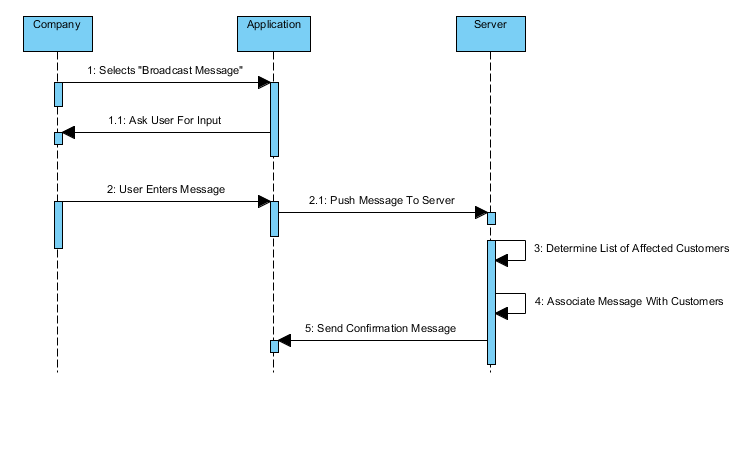 Company
Application
Server
1: Selects "Broadcast Message"
1.1: Ask User For Input
2: User Enters Message
2.1: Push Message To Server
3: Determine List of Affected Customers
4: Associate Message With Customers
5: Send Confirmation Message